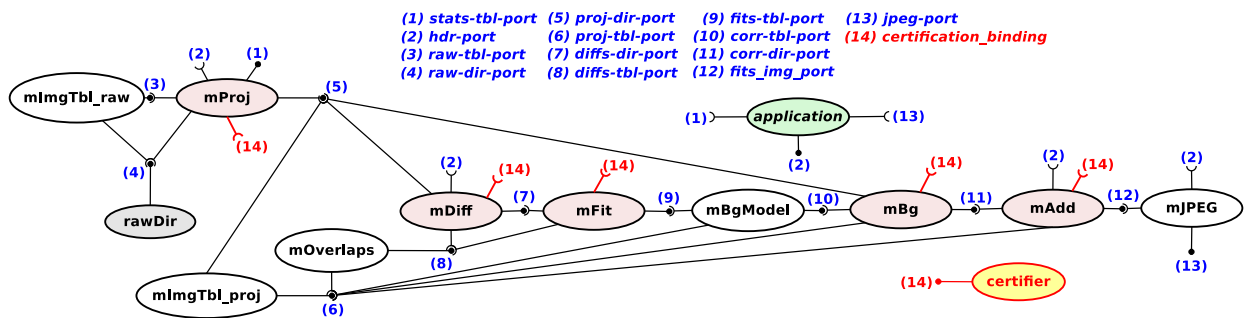 (1) stats-tbl-port (5) proj-dir-port (9) fits-tbl-port (13) jpeg-port
(2) hdr-port (6) proj-tbl-port (10) corr-tbl-port (14) certification_binding
(3) raw-tbl-port (7) diffs-dir-port (11) corr-dir-port
(4) raw-dir-port (8) diffs-tbl-port (12) fits_img_port
(2) (1)
(3) (5)
mImgTbl_raw mProj
application
(1) (13)
(14)
(2)
(4)
(2) (14) (14) (14) (2) (14) (2)
(7) (9) (10) (11) (12)
mDiff mFit mBgModel mBg mAdd mJPEG
rawDir
mOverlaps
(8)
(13)
(14) certifier
mImgTbl_proj
(6)